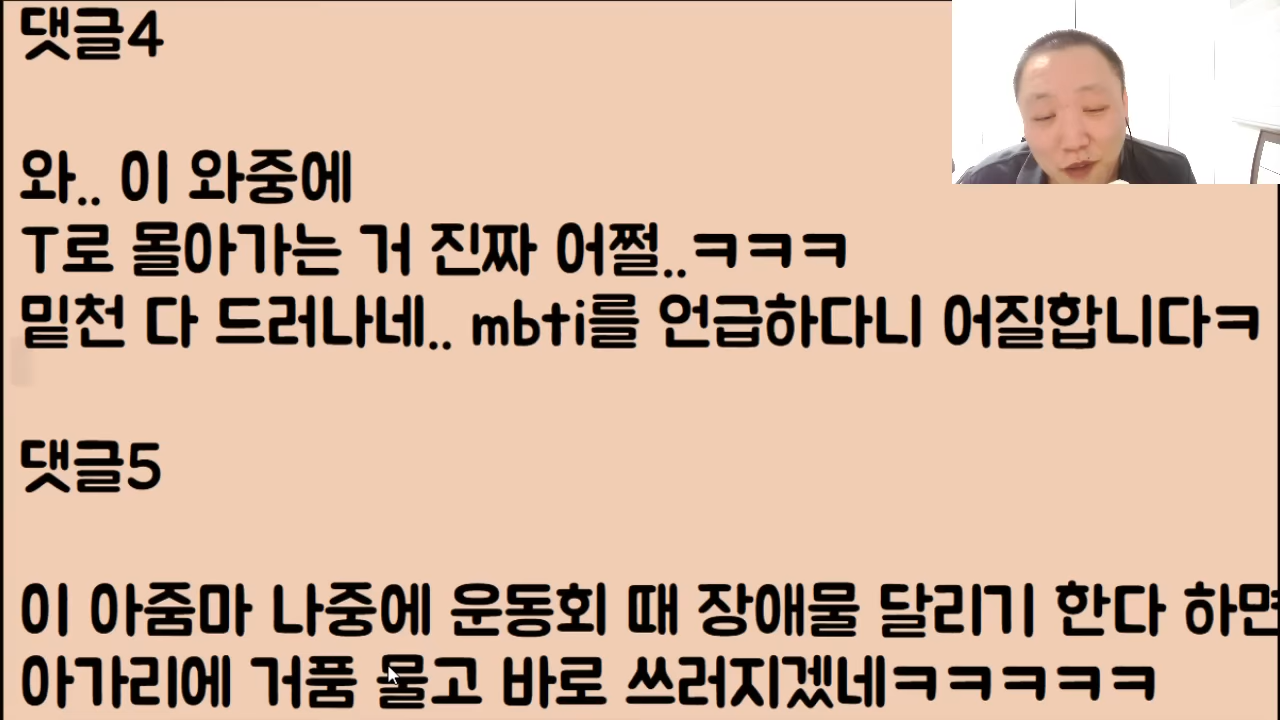 댓글4
와.. 이 와중에
T로 몰아가는 거 진짜 어쩔..ㅋㅋㅋ
밑천 다 드러나네.. mbti를 언급하다니 어질합니다ㅋ
댓글5
이 아줌마 나중에 운동회 때 장애물 달리기 한다 하면
아가리에 거품 물고 바로 쓰러지겠네ㅋㅋㅋㅋㅋ